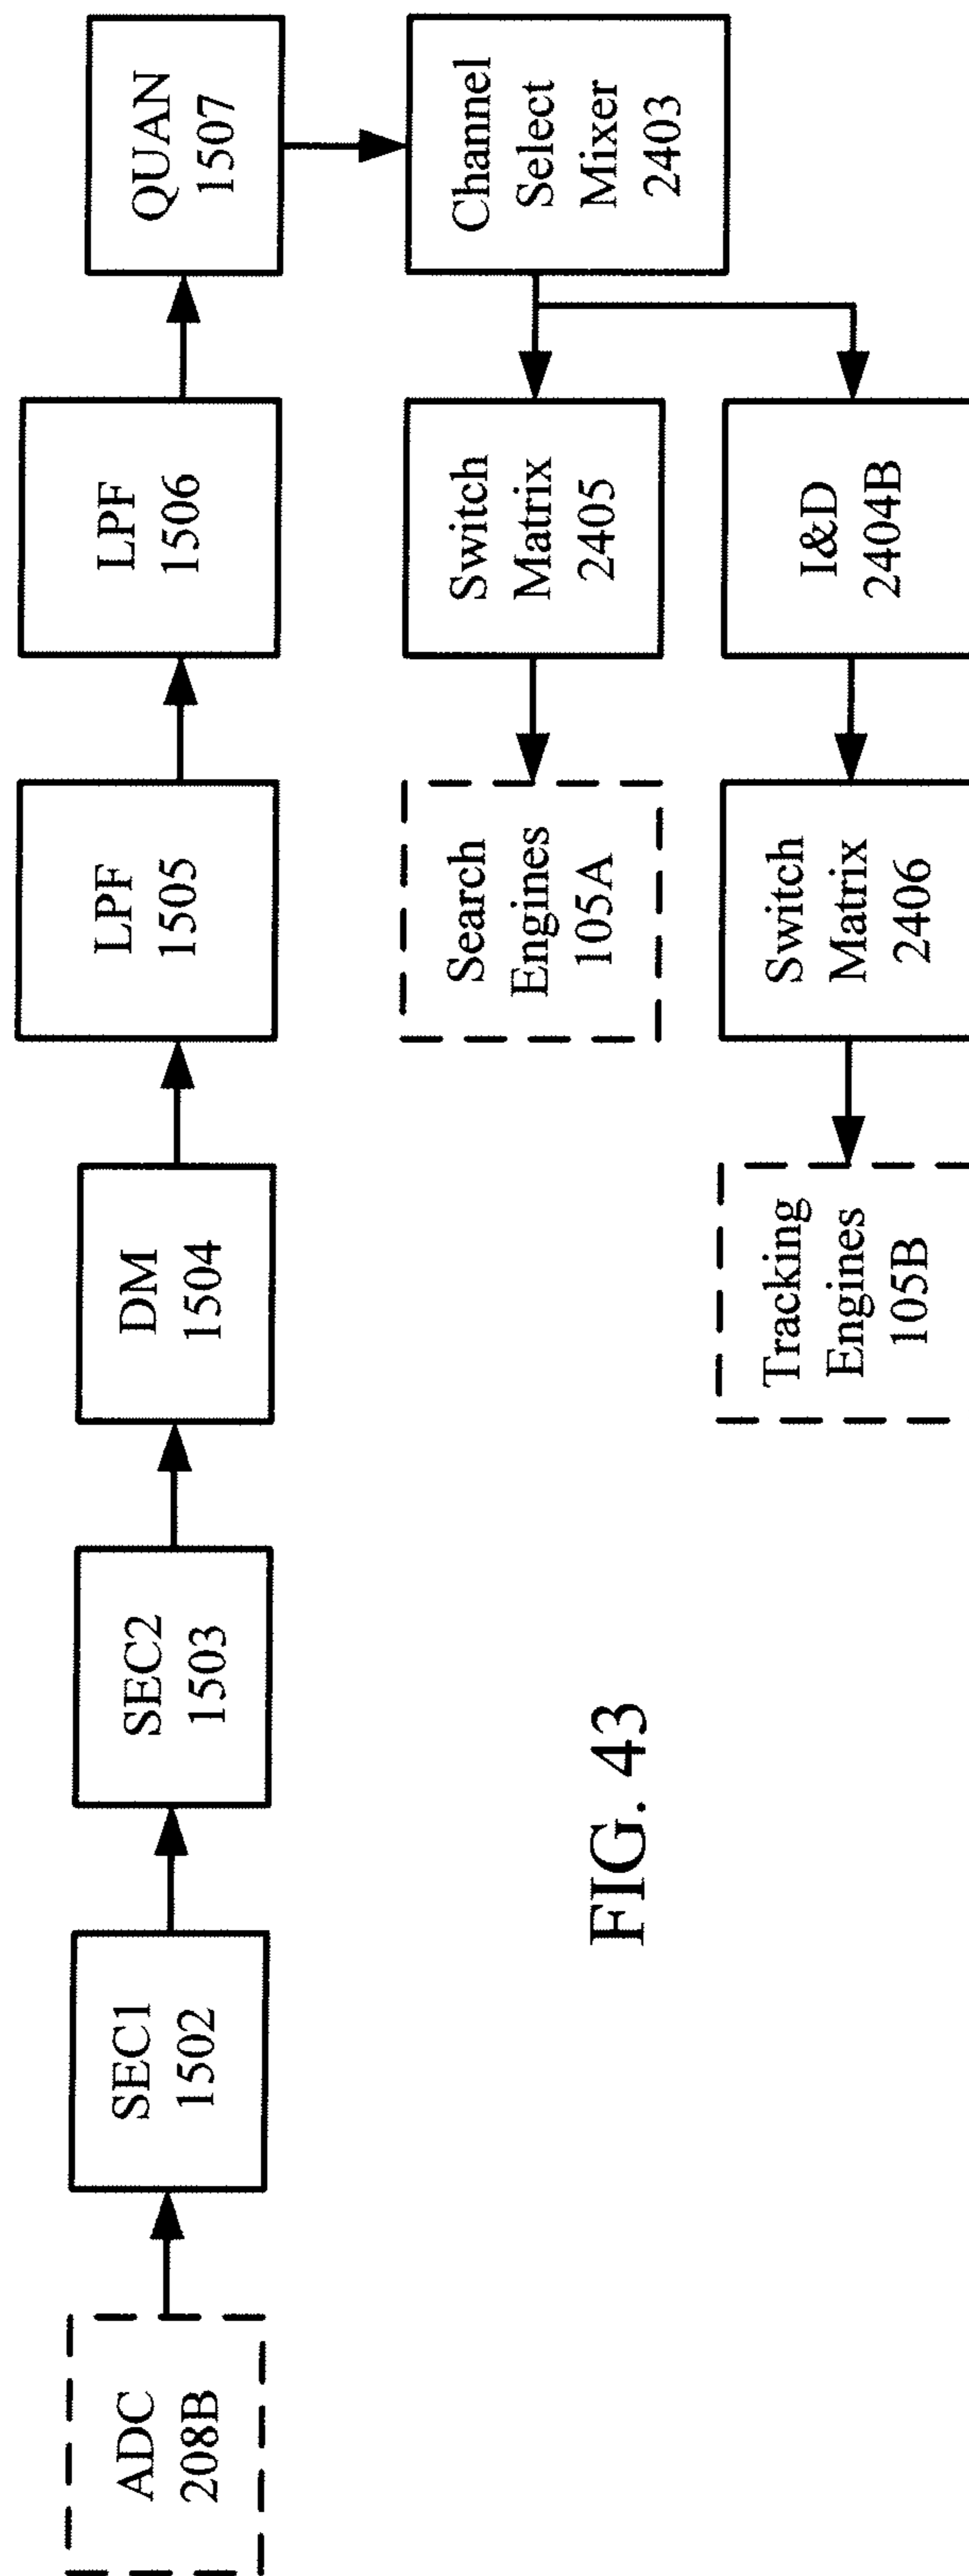 ADC
208B
SEC1
1502
SEC2
1503
DM
1504
LPF
1505
LPF
1506
QUAN
1507
Channel
Select
Mixer
2403
Switch
Matrix
2405
Search
Engines
105A
I&D
2404B
Switch
Matrix
2406
Tracking
Engines
105B
FIG. 43